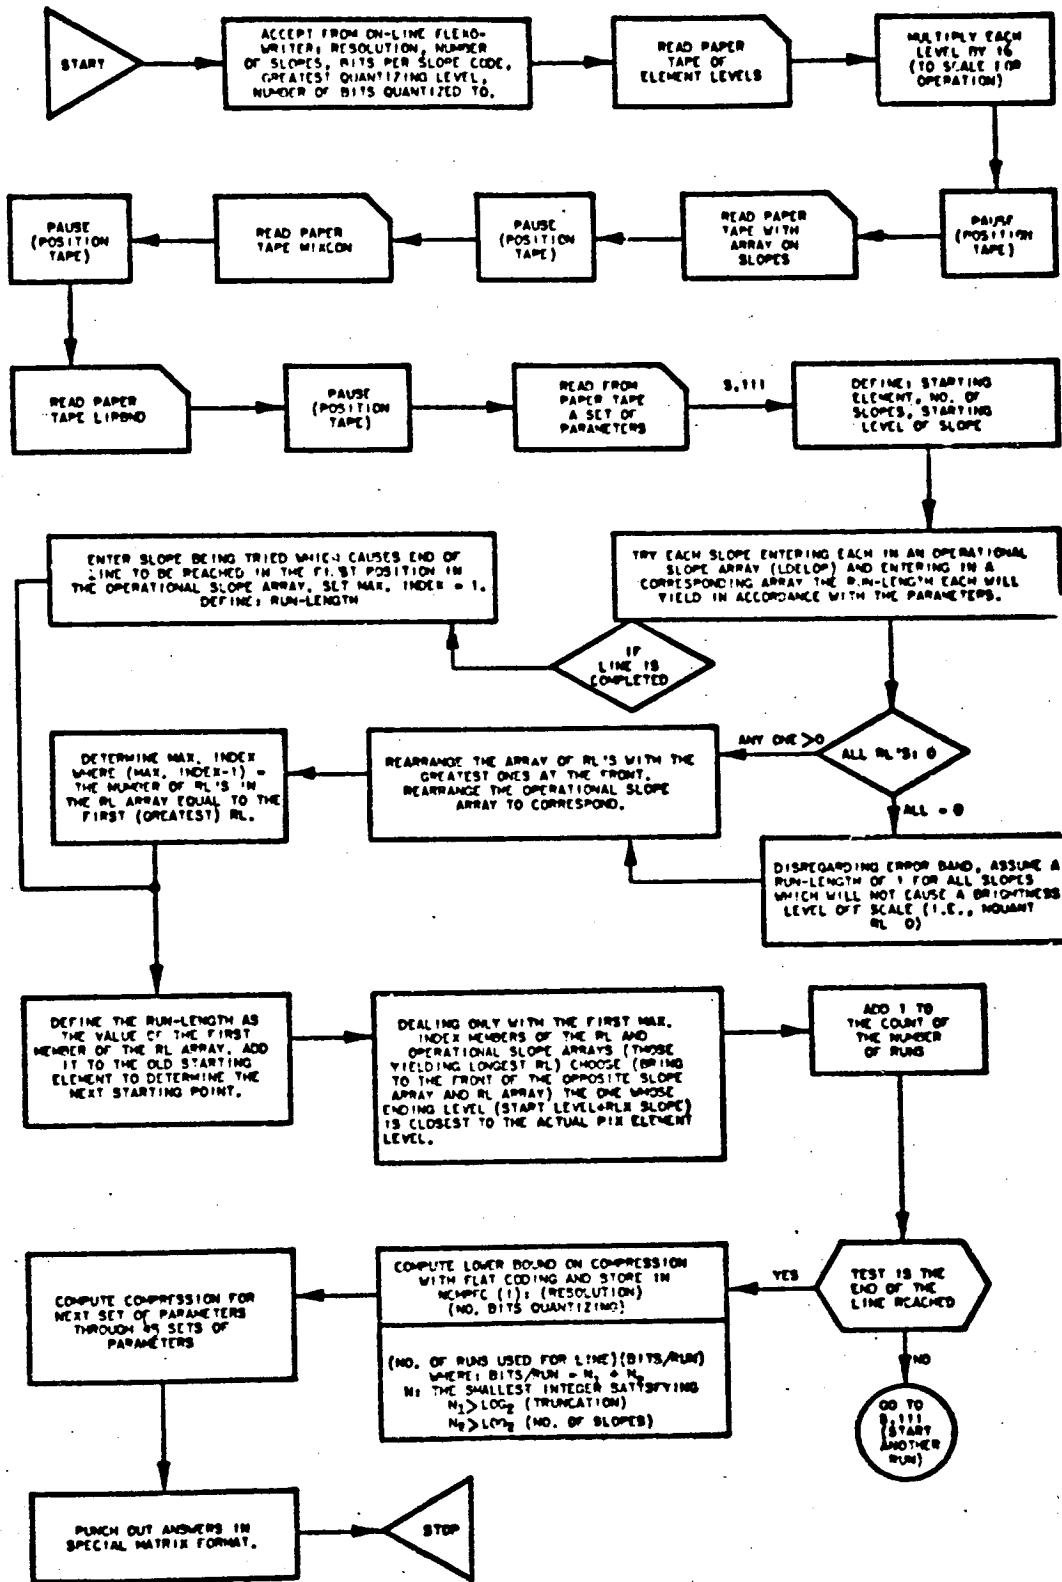 START
ACCEPT FROM ON-LINE FLEXO-
WRITER: RESOLUTION, NUMBER
OF SLOPES, BITS PER SLOPE CODE,
GREATEST QUANTIZING LEVEL,
NUMBER OF BITS QUANTIZED TO.
READ PAPER
TAPE OF
ELEMENT LEVELS
MULTIPLY EACH
LEVEL BY 16
(TO SCALE FOR
OPERATION)
PAUSE
(POSITION
TAPE)
READ PAPER
TAPE MIXCON
PAUSE
(POSITION
TAPE)
READ PAPER
TAPE WITH
ARRAY ON
SLOPES
PAUSE
(POSITION
TAPE)
READ PAPER
TAPE LIPBND
PAUSE
(POSITION
TAPE)
READ FROM
PAPER TAPE
A SET OF
PARAMETERS
S.111
DEFINE: STARTING
ELEMENT, NO. OF
SLOPES, STARTING
LEVEL OF SLOPE
ENTER SLOPE BEING TRIED WHICH CAUSES END OF
LINE TO BE REACHED IN THE FIRST POSITION IN
THE OPERATIONAL SLOPE ARRAY, SET MAX. INDEX = 1.
DEFINE: RUN-LENGTH
TRY EACH SLOPE ENTERING EACH IN AN OPERATIONAL
SLOPE ARRAY (LDELOP) AND ENTERING IN A
CORRESPONDING ARRAY THE RUN-LENGTH EACH WILL
YIELD IN ACCORDANCE WITH THE PARAMETERS.
IF
LINE IS
COMPLETED
DETERMINE MAX. INDEX
WHERE (MAX. INDEX-1) =
THE NUMBER OF RL'S IN
THE RL ARRAY EQUAL TO THE
FIRST (GREATEST) RL.
REARRANGE THE ARRAY OF RL'S WITH THE
GREATEST ONES AT THE FRONT.
REARRANGE THE OPERATIONAL SLOPE
ARRAY TO CORRESPOND.
ANY ONE >0
ALL RL'S: 0
ALL = 0
DISREGARDING ERROR BAND, ASSUME A
RUN-LENGTH OF 1 FOR ALL SLOPES
WHICH WILL NOT CAUSE A BRIGHTNESS
LEVEL OFF SCALE (I.E., NQUANT
RL 0)
DEFINE THE RUN-LENGTH AS
THE VALUE OF THE FIRST
MEMBER OF THE RL ARRAY. ADD
IT TO THE OLD STARTING
ELEMENT TO DETERMINE THE
NEXT STARTING POINT.
DEALING ONLY WITH THE FIRST MAX.
INDEX MEMBERS OF THE RL AND
OPERATIONAL SLOPE ARRAYS (THOSE
YIELDING LONGEST RL) CHOOSE (BRING
TO THE FRONT OF THE OPPOSITE SLOPE
ARRAY AND RL ARRAY) THE ONE WHOSE
ENDING LEVEL (START LEVEL+RLX SLOPE)
IS CLOSEST TO THE ACTUAL PIX ELEMENT
LEVEL.
ADD 1 TO
THE COUNT OF
THE NUMBER
OF RUNS
COMPUTE COMPRESSION FOR
NEXT SET OF PARAMETERS
THROUGH 45 SETS OF
PARAMETERS
COMPUTE LOWER BOUND ON COMPRESSION
WITH FLAT CODING AND STORE IN
NCMPFC (I): (RESOLUTION)
(NO. BITS QUANTIZING)
YES
TEST IS THE
END OF THE
LINE REACHED
(NO. OF RUNS USED FOR LINE)(BITS/RUN)
WHERE: BITS/RUN = N₁ + N₂
N: THE SMALLEST INTEGER SATISFYING
N₁>LOG₂ (TRUNCATION)
N₂>LOG₂ (NO. OF SLOPES)
NO
GO TO
S.111
(START
ANOTHER
RUN)
PUNCH OUT ANSWERS IN
SPECIAL MATRIX FORMAT.
STOP